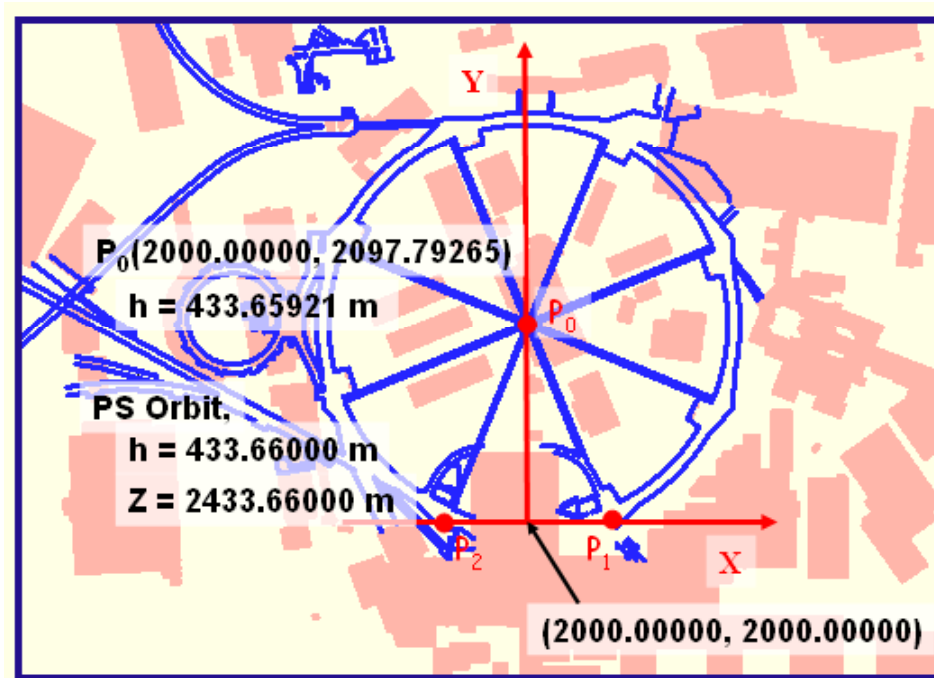 Y
P₀(2000.00000, 2097.79265)
h = 433.65921 m
P₀
PS Orbit,
h = 433.66000 m
Z = 2433.66000 m
P₂
P₁
X
(2000.00000, 2000.00000)